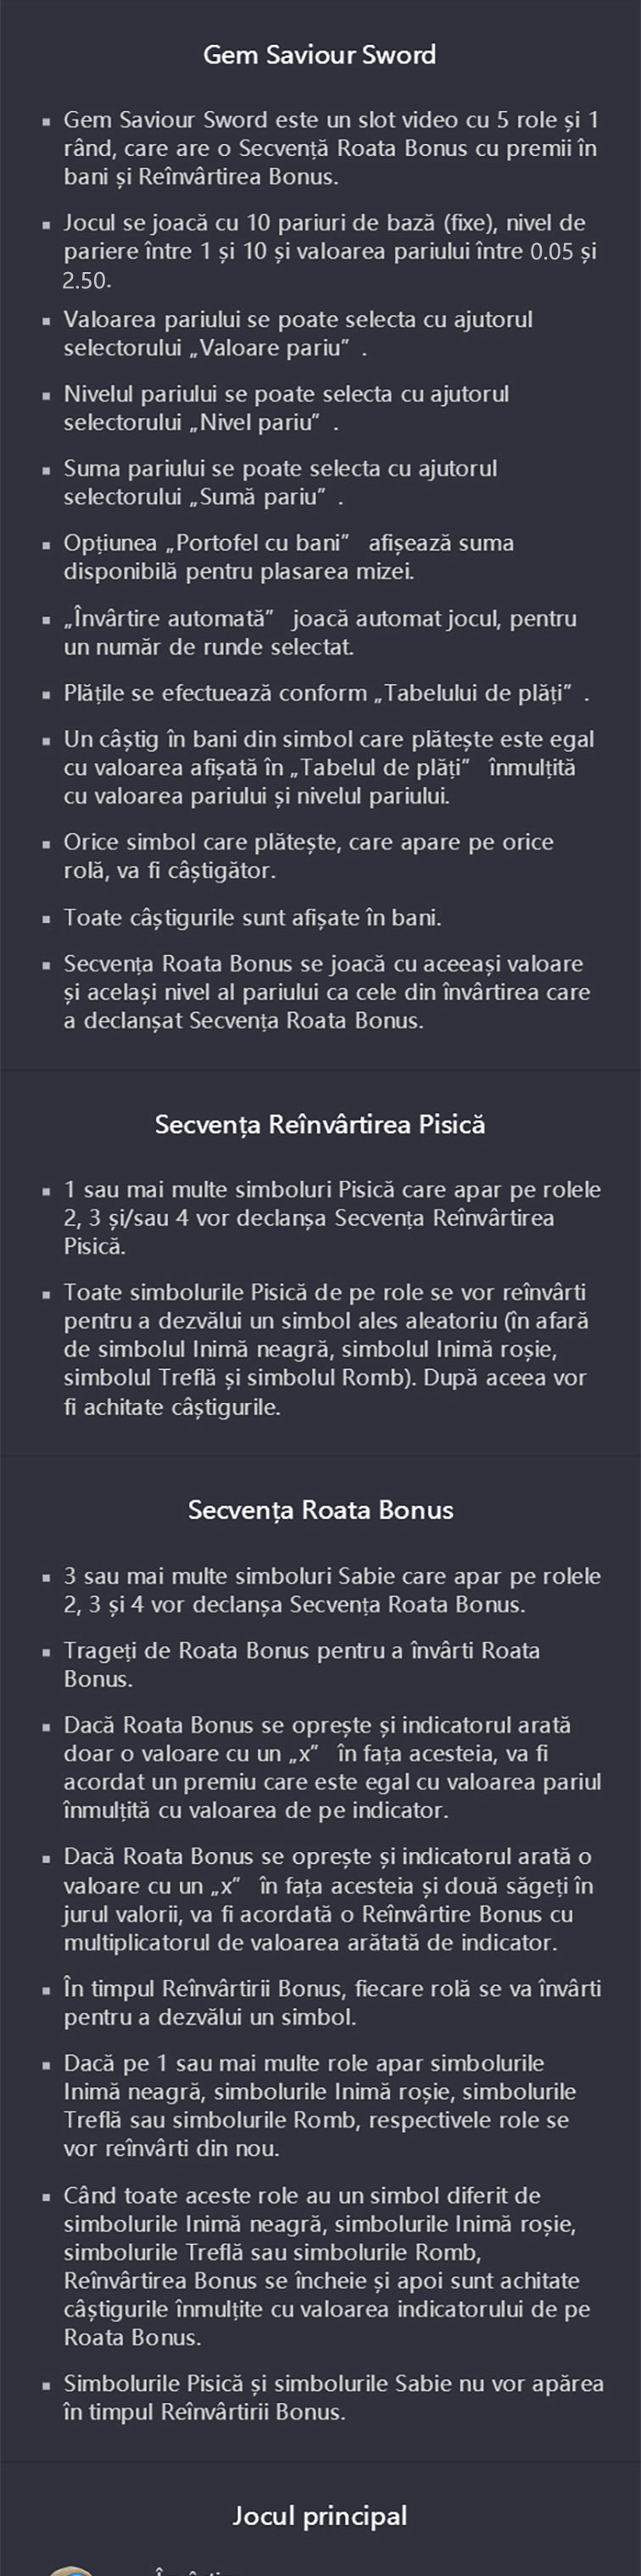 Gem Saviour Sword
Gem Saviour Sword este un slot video cu 5 role și 1
rând, care are o Secvență Roata Bonus cu premii în
bani și Reînvârtirea Bonus.
Jocul se joacă cu 10 pariuri de bază (fixe), nivel de
pariere între 1 și 10 și valoarea pariului între 0.05 și
2.50.
Valoarea pariului se poate selecta cu ajutorul
selectorului „Valoare pariu” .
Nivelul pariului se poate selecta cu ajutorul
selectorului „Nivel pariu” .
Suma pariului se poate selecta cu ajutorul
selectorului „Sumă pariu” .
Opțiunea „Portofel cu bani” afișează suma
disponibilă pentru plasarea mizei.
„Învârtire automată” joacă automat jocul, pentru
un număr de runde selectat.
Plățile se efectuează conform „Tabelului de plăți” .
Un câștig în bani din simbol care plătește este egal
cu valoarea afișată în „Tabelul de plăți” înmulțită
cu valoarea pariului și nivelul pariului.
Orice simbol care plătește, care apare pe orice
rolă, va fi câștigător.
Toate câștigurile sunt afișate în bani.
Secvența Roata Bonus se joacă cu aceeași valoare
și același nivel al pariului ca cele din învârtirea care
a declanșat Secvența Roata Bonus.
Secvența Reînvârtirea Pisică
1 sau mai multe simboluri Pisică care apar pe rolele
2, 3 și/sau 4 vor declanșa Secvența Reînvârtirea
Pisică.
Toate simbolurile Pisică de pe role se vor reînvârti
pentru a dezvălui un simbol ales aleatoriu (în afară
de simbolul Inimă neagră, simbolul Inimă roșie,
simbolul Treflă și simbolul Romb). După aceea vor
fi achitate câștigurile.
Secvența Roata Bonus
3 sau mai multe simboluri Sabie care apar pe rolele
2, 3 și 4 vor declanșa Secvența Roata Bonus.
Trageți de Roata Bonus pentru a învârti Roata
Bonus.
Dacă Roata Bonus se oprește și indicatorul arată
doar o valoare cu un „x” în fața acesteia, va fi
acordat un premiu care este egal cu valoarea pariul
înmulțită cu valoarea de pe indicator.
Dacă Roata Bonus se oprește și indicatorul arată o
valoare cu un „x” în fața acesteia și două săgeți în
jurul valorii, va fi acordată o Reînvârtire Bonus cu
multiplicatorul de valoarea arătată de indicator.
În timpul Reînvârtirii Bonus, fiecare rolă se va învârti
pentru a dezvălui un simbol.
Dacă pe 1 sau mai multe role apar simbolurile
Inimă neagră, simbolurile Inimă roșie, simbolurile
Treflă sau simbolurile Romb, respectivele role se
vor reînvârti din nou.
Când toate aceste role au un simbol diferit de
simbolurile Inimă neagră, simbolurile Inimă roșie,
simbolurile Treflă sau simbolurile Romb,
Reînvârtirea Bonus se încheie și apoi sunt achitate
câștigurile înmulțite cu valoarea indicatorului de pe
Roata Bonus.
Simbolurile Pisică și simbolurile Sabie nu vor apărea
în timpul Reînvârtirii Bonus.
Jocul principal